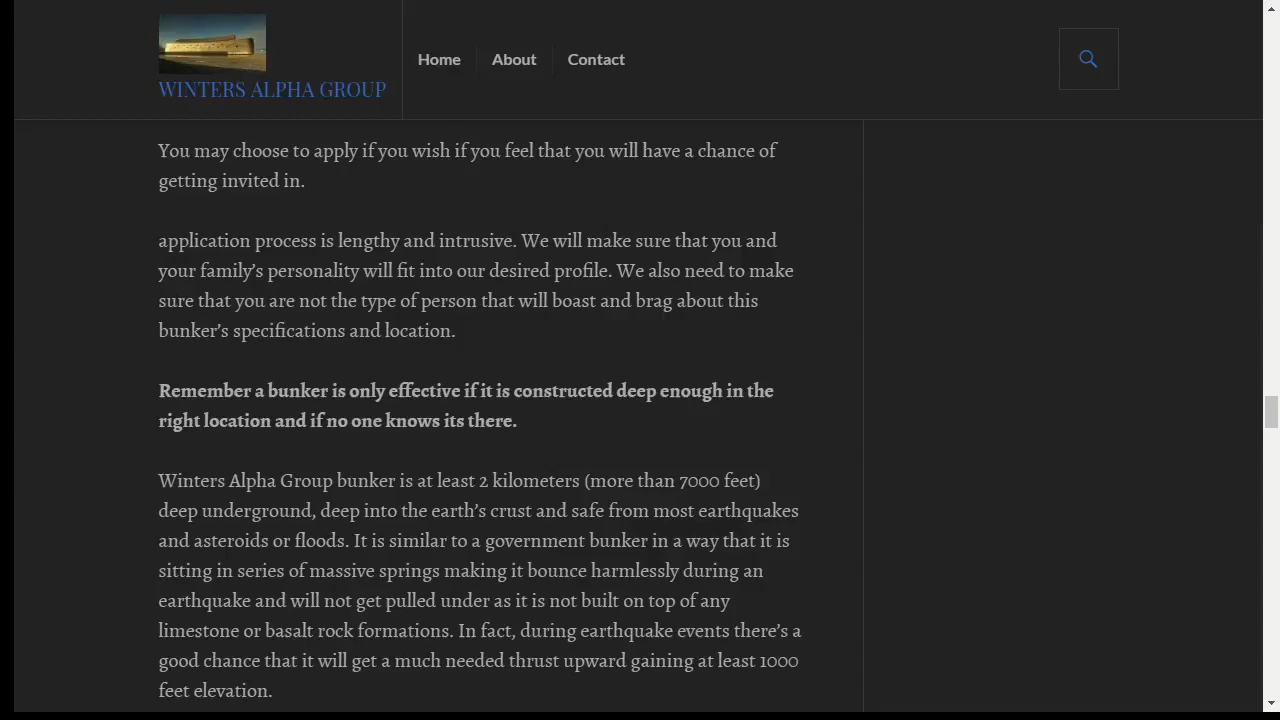 WINTERS ALPHA GROUP
Home
About
Contact
You may choose to apply if you wish if you feel that you will have a chance of
getting invited in.
application process is lengthy and intrusive. We will make sure that you and
your family’s personality will fit into our desired profile. We also need to make
sure that you are not the type of person that will boast and brag about this
bunker’s specifications and location.
Remember a bunker is only effective if it is constructed deep enough in the
right location and if no one knows its there.
Winters Alpha Group bunker is at least 2 kilometers (more than 7000 feet)
deep underground, deep into the earth’s crust and safe from most earthquakes
and asteroids or floods. It is similar to a government bunker in a way that it is
sitting in series of massive springs making it bounce harmlessly during an
earthquake and will not get pulled under as it is not built on top of any
limestone or basalt rock formations. In fact, during earthquake events there’s a
good chance that it will get a much needed thrust upward gaining at least 1000
feet elevation.